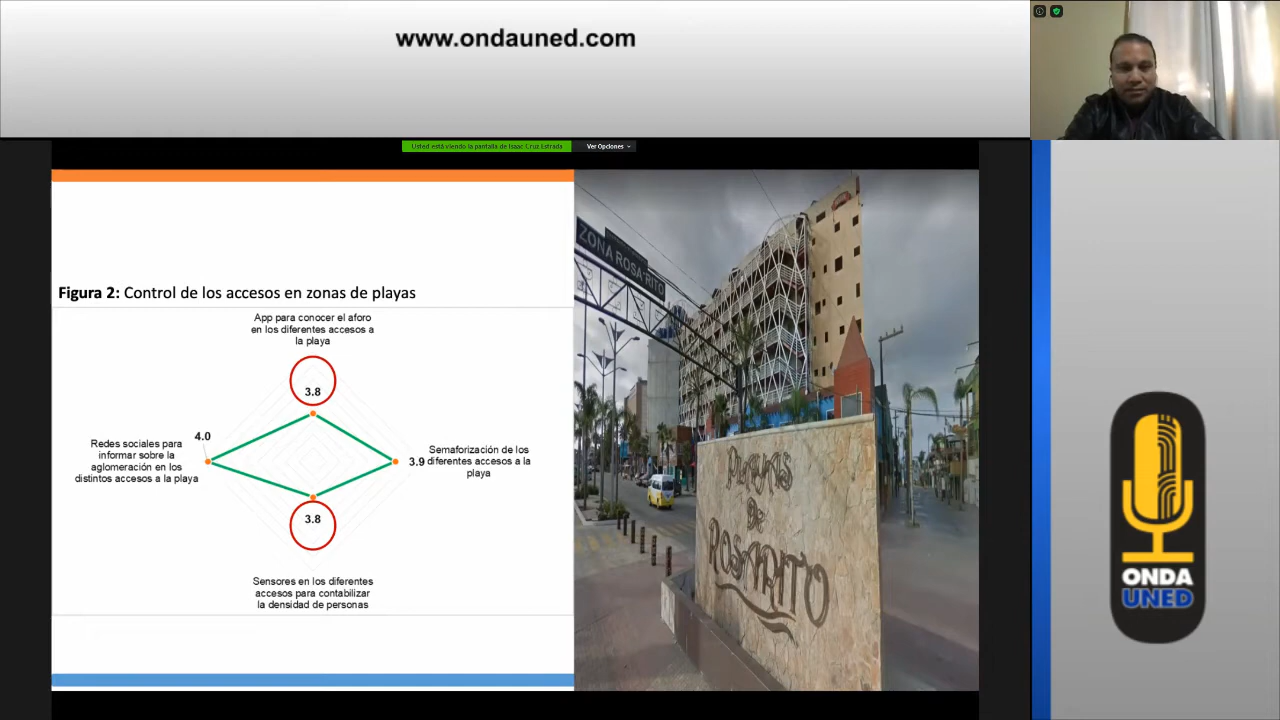 www.ondauned.com
Usted está viendo la pantalla de Isaac Cruz Estrada
Ver Opciones
Figura 2: Control de los accesos en zonas de playas
App para conocer el aforo
en los diferentes accesos a
la playa
3.8
4.0
Redes sociales para
informar sobre la
aglomeración en los
distintos accesos a la playa
3.9
Semaforización de los
diferentes accesos a la
playa
3.8
Sensores en los diferentes
accesos para contabilizar
la densidad de personas
ZONA ROSA-RITO
PLAYAS
DE
ROSARITO
ONDA
UNED